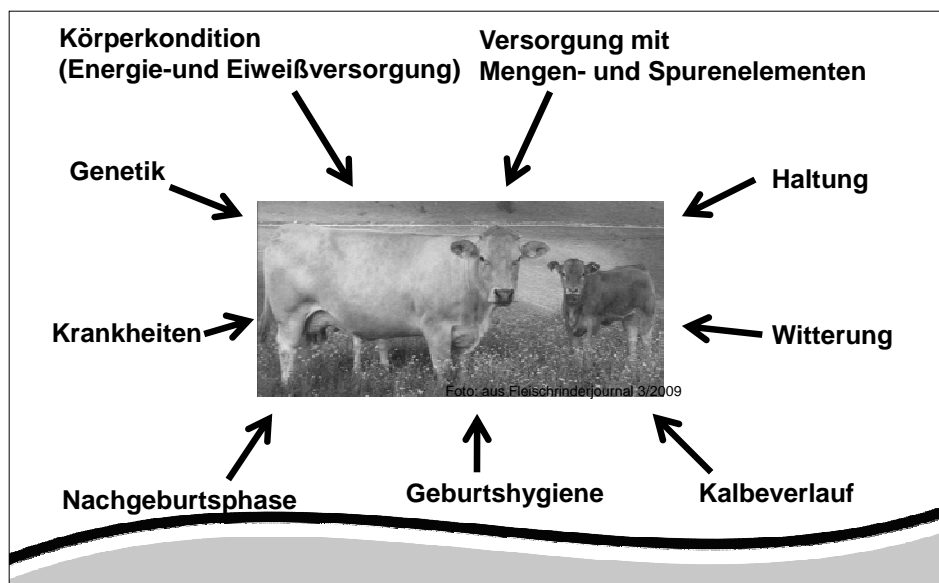 Körperkondition
(Energie-und Eiweißversorgung)
Versorgung mit
Mengen- und Spurenelementen
Genetik
Haltung
Krankheiten
Witterung
Foto: aus Fleischrinderjournal 3/2009
Nachgeburtsphase
Geburtshygiene
Kalbeverlauf